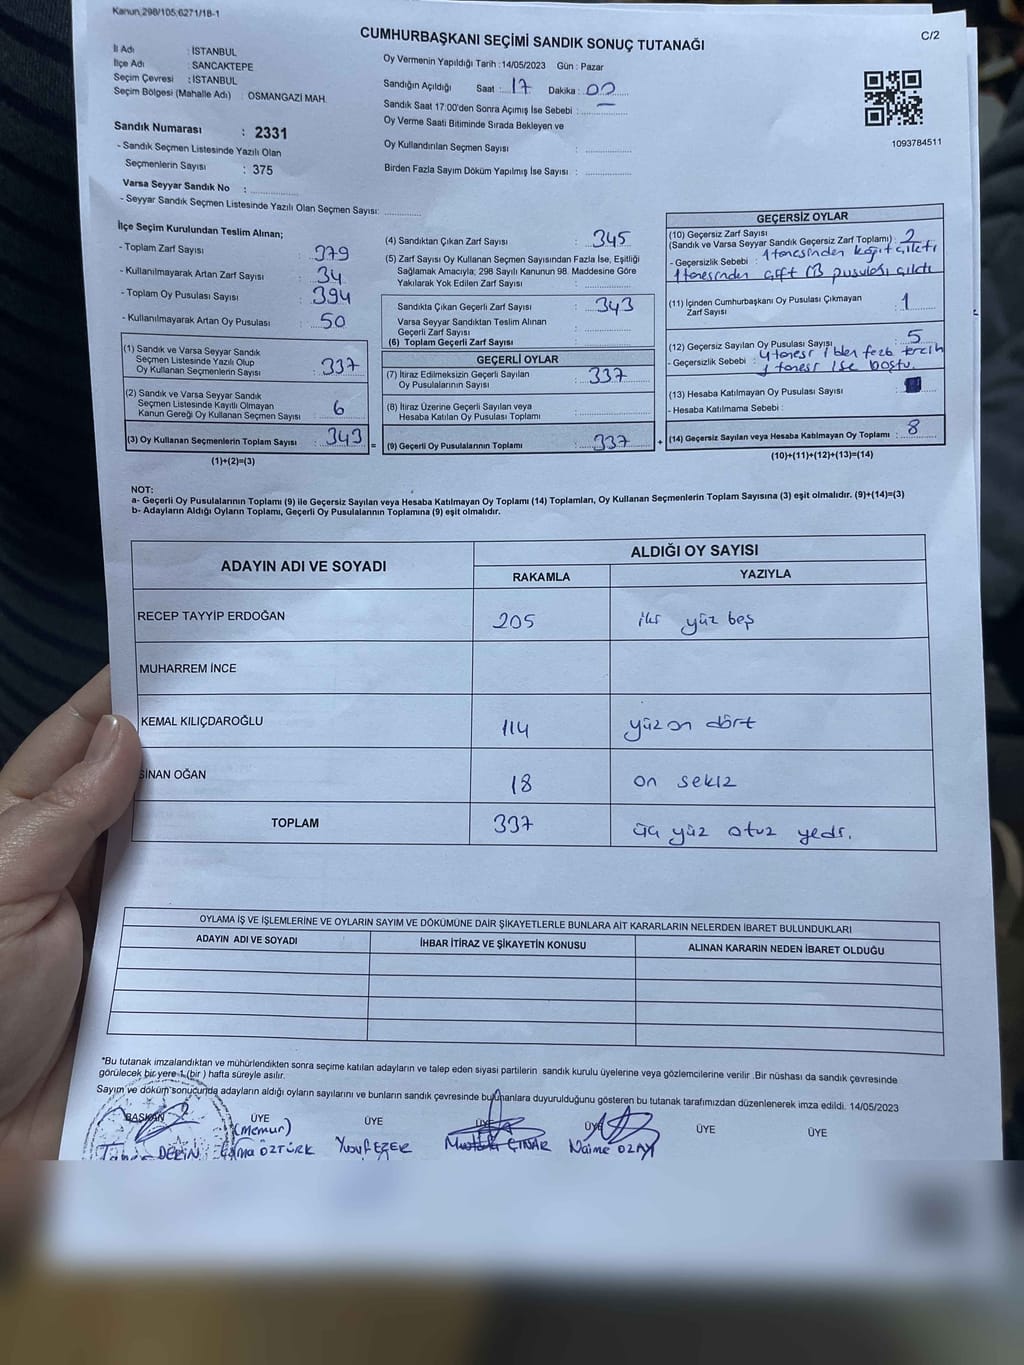 Kanun,298/105;6271/18-1
C/2
CUMHURBAŞKANI SEÇİMİ SANDIK SONUÇ TUTANAĞI
İl Adı : İSTANBUL
İlçe Adı : SANCAKTEPE
Seçim Çevresi : İSTANBUL
Seçim Bölgesi (Mahalle Adı) : OSMANGAZİ MAH.
Sandık Numarası : 2331
- Sandık Seçmen Listesinde Yazılı Olan
Seçmenlerin Sayısı : 375
Varsa Seyyar Sandık No : ..............
- Seyyar Sandık Seçmen Listesinde Yazılı Olan Seçmen Sayısı: ............
Oy Vermenin Yapıldığı Tarih :14/05/2023 Gün : Pazar
Sandığın Açıldığı Saat : 17 Dakika : 00
Sandık Saat 17:00'den Sonra Açımış İse Sebebi : —
Oy Verme Saati Bitiminde Sırada Bekleyen ve
Oy Kullandırılan Seçmen Sayısı : ..............
Birden Fazla Sayım Döküm Yapılmış İse Sayısı : ..............
1093784511
İlçe Seçim Kurulundan Teslim Alınan;
- Toplam Zarf Sayısı : 379
- Kullanılmayarak Artan Zarf Sayısı : 34
- Toplam Oy Pusulası Sayısı : 394
- Kullanılmayarak Artan Oy Pusulası : 50
(1) Sandık ve Varsa Seyyar Sandık
Seçmen Listesinde Yazılı Olup
Oy Kullanan Seçmenlerin Sayısı : 337
(2) Sandık ve Varsa Seyyar Sandık
Seçmen Listesinde Kayıtlı Olmayan
Kanun Gereği Oy Kullanan Seçmen Sayısı : 6
(3) Oy Kullanan Seçmenlerin Toplam Sayısı : 343 =
(1)+(2)=(3)
(4) Sandıktan Çıkan Zarf Sayısı : 345
(5) Zarf Sayısı Oy Kullanan Seçmen Sayısından Fazla İse, Eşitliği
Sağlamak Amacıyla; 298 Sayılı Kanunun 98. Maddesine Göre
Yakılarak Yok Edilen Zarf Sayısı : ..............
Sandıkta Çıkan Geçerli Zarf Sayısı : 343
Varsa Seyyar Sandıktan Teslim Alınan
Geçerli Zarf Sayısı : ..............
(6) Toplam Geçerli Zarf Sayısı :
GEÇERLİ OYLAR
(7) İtiraz Edilmeksizin Geçerli Sayılan
Oy Pusulalarının Sayısı : 337
(8) İtiraz Üzerine Geçerli Sayılan veya
Hesaba Katılan Oy Pusulası Toplamı : ..............
(9) Geçerli Oy Pusulalarının Toplamı : 337 +
GEÇERSİZ OYLAR
(10) Geçersiz Zarf Sayısı
(Sandık ve Varsa Seyyar Sandık Geçersiz Zarf Toplamı) : 2
- Geçersizlik Sebebi : 1 tanesinden kağıt çıktı
1 tanesinden çift CB pusulası çıktı
(11) İçinden Cumhurbaşkanı Oy Pusulası Çıkmayan
Zarf Sayısı : 1
(12) Geçersiz Sayılan Oy Pusulası Sayısı : 5
- Geçersizlik Sebebi : 4 tanesi 1'den fazla tercih
1 tanesi ise boştu.
(13) Hesaba Katılmayan Oy Pusulası Sayısı :
- Hesaba Katılmama Sebebi :
(14) Geçersiz Sayılan veya Hesaba Katılmayan Oy Toplamı : 8
(10)+(11)+(12)+(13)=(14)
NOT:
a- Geçerli Oy Pusulalarının Toplamı (9) ile Geçersiz Sayılan veya Hesaba Katılmayan Oy Toplamı (14) Toplamları, Oy Kullanan Seçmenlerin Toplam Sayısına (3) eşit olmalıdır. (9)+(14)=(3)
b- Adayların Aldığı Oyların Toplamı, Geçerli Oy Pusulalarının Toplamına (9) eşit olmalıdır.
ADAYIN ADI VE SOYADI
ALDIĞI OY SAYISI
RAKAMLA YAZIYLA
RECEP TAYYİP ERDOĞAN 205 iki yüz beş
MUHARREM İNCE
KEMAL KILIÇDAROĞLU 114 yüz on dört
SİNAN OĞAN 18 on sekiz
TOPLAM 337 üç yüz otuz yedi.
OYLAMA İŞ VE İŞLEMLERİNE VE OYLARIN SAYIM VE DÖKÜMÜNE DAİR ŞİKAYETLERLE BUNLARA AİT KARARLARIN NELERDEN İBARET BULUNDUKLARI
ADAYIN ADI VE SOYADI İHBAR İTİRAZ VE ŞİKAYETİN KONUSU ALINAN KARARIN NEDEN İBARET OLDUĞU
*Bu tutanak imzalandıktan ve mühürlendikten sonra seçime katılan adayların ve talep eden siyasi partilerin sandık kurulu üyelerine veya gözlemcilerine verilir .Bir nüshası da sandık çevresinde
görülecek bir yere 1 (bir ) hafta süreyle asılır.
Sayım ve döküm sonucunda adayların aldığı oyların sayılarını ve bunların sandık çevresinde bulunanlara duyurulduğunu gösteren bu tutanak tarafımızdan düzenlenerek imza edildi. 14/05/2023
BAŞKAN ÜYE ÜYE ÜYE ÜYE ÜYE ÜYE
(Memur)
DERİN ÖZTÜRK Yusuf EZER Mustafa ÇINAR Naime ÖZAY